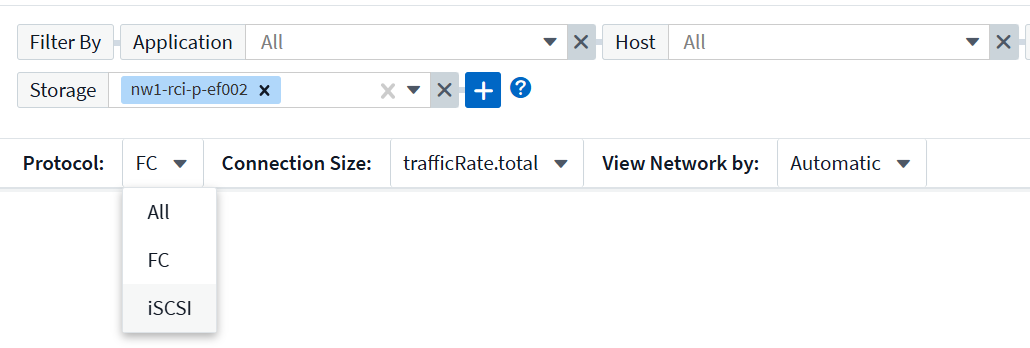 Filter By Application All Host All
Storage nw1-rci-p-ef002
Protocol: FC Connection Size: trafficRate.total View Network by: Automatic
All
FC
iSCSI